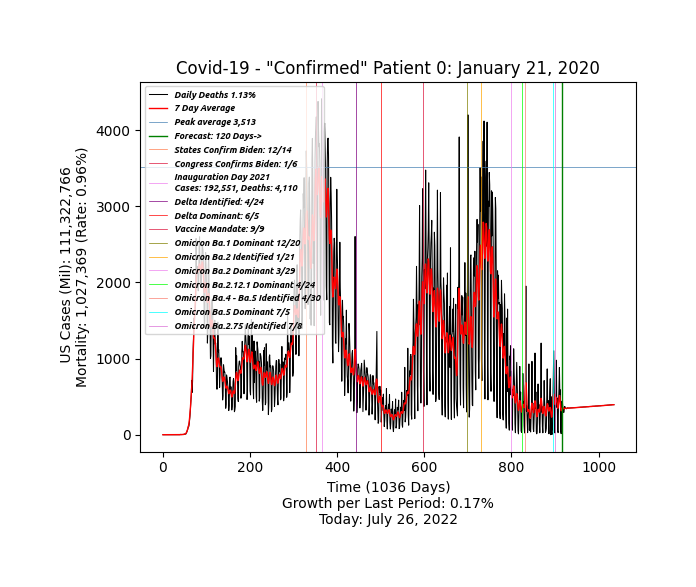 Covid-19 - "Confirmed" Patient 0: January 21, 2020
Daily Deaths 1.13%
7 Day Average
Peak average 3,513
Forecast: 120 Days->
States Confirm Biden: 12/14
Congress Confirms Biden: 1/6
Inauguration Day 2021
Cases: 192,551, Deaths: 4,110
Delta Identified: 4/24
Delta Dominant: 6/5
Vaccine Mandate: 9/9
Omicron Ba.1 Dominant 12/20
Omicron Ba.2 Identified 1/21
Omicron Ba.2 Dominant 3/29
Omicron Ba.2.12.1 Dominant 4/24
Omicron Ba.4 - Ba.5 Identified 4/30
Omicron Ba.5 Dominant 7/5
Omicron Ba.2.75 Identified 7/8
US Cases (Mil): 111,322,766
Mortality: 1,027,369 (Rate: 0.96%)
4000
3000
2000
1000
0
0 200 400 600 800 1000
Time (1036 Days)
Growth per Last Period: 0.17%
Today: July 26, 2022